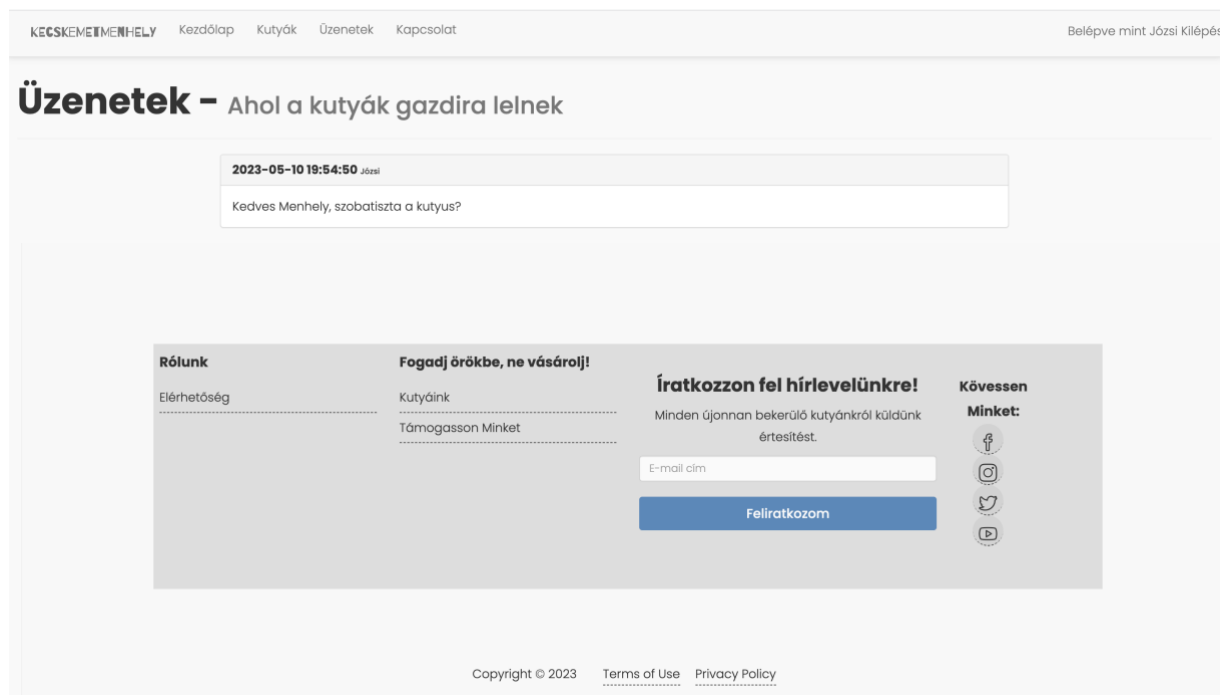 KECSKEMETMENHELY Kezdőlap Kutyák Üzenetek Kapcsolat Belépve mint Józsi Kilépés
Üzenetek - Ahol a kutyák gazdira lelnek
2023-05-10 19:54:50 Józsi
Kedves Menhely, szobatiszta a kutyus?
Rólunk
Elérhetőség
Fogadj örökbe, ne vásárolj!
Kutyáink
Támogasson Minket
Íratkozzon fel hírlevelünkre!
Minden újonnan bekerülő kutyánkról küldünk
értesítést.
E-mail cím
Feliratkozom
Kövessen
Minket:
Copyright © 2023 Terms of Use Privacy Policy